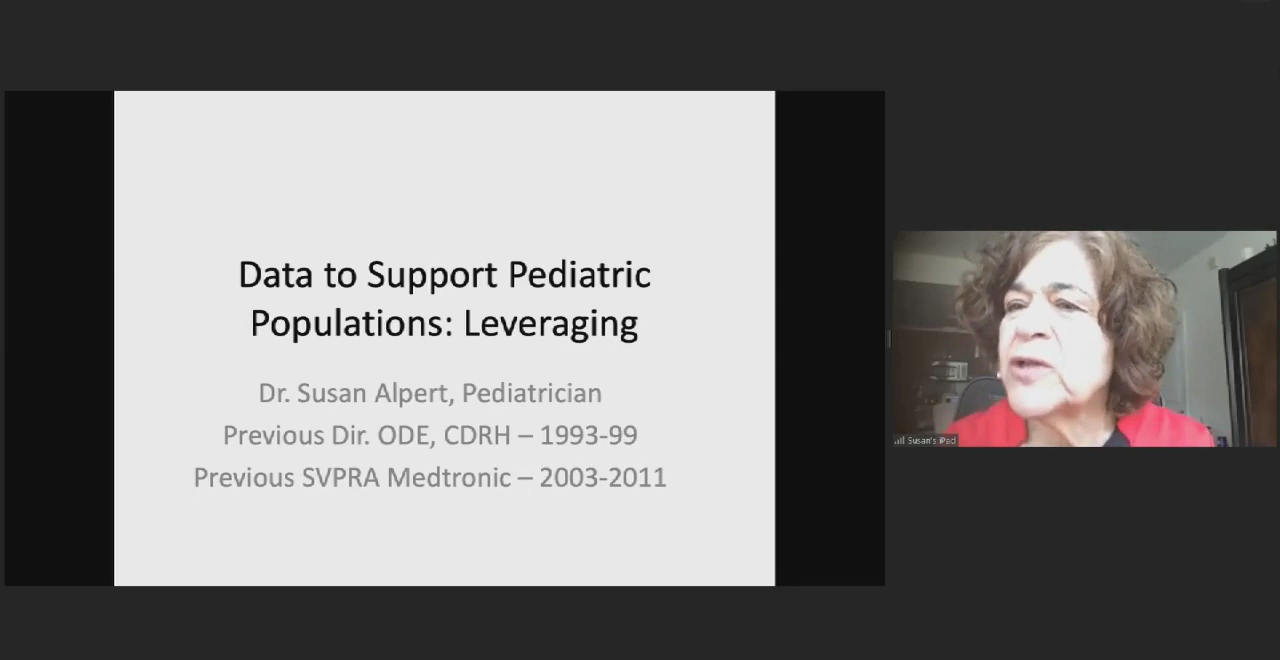 Data to Support Pediatric
Populations: Leveraging
Dr. Susan Alpert, Pediatrician
Previous Dir. ODE, CDRH – 1993-99
Previous SVPRA Medtronic – 2003-2011
Susan's iPad